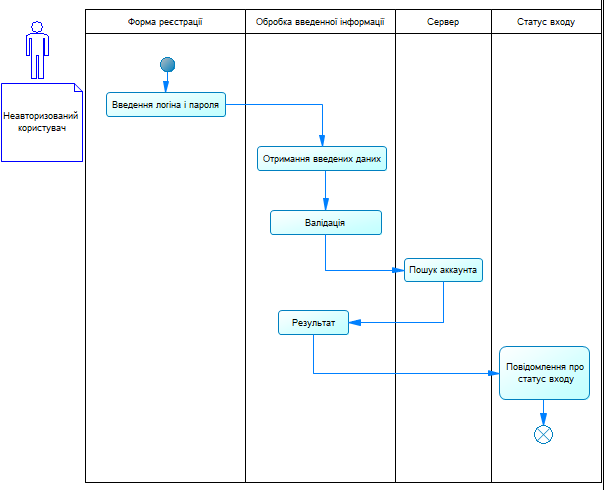 Форма реєстрації
Обробка введенної інформації
Сервер
Статус входу
Неавторизований
користувач
Введення логіна і пароля
Отримання введених даних
Валідація
Пошук аккаунта
Результат
Повідомлення про
статус входу